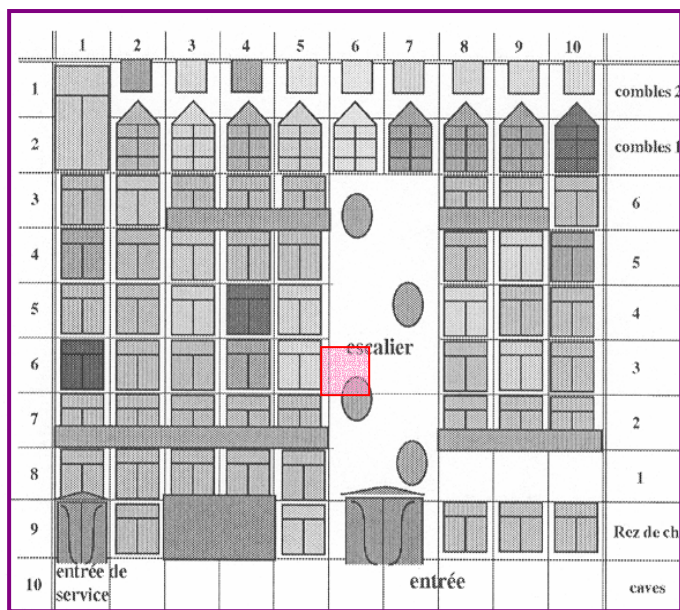 1 2 3 4 5 6 7 8 9 10
1 combles 2
2 combles 1
3 6
4 5
5 4
escalier
6 3
7 2
8 1
9 Rez de ch
10 entrée de service entrée caves